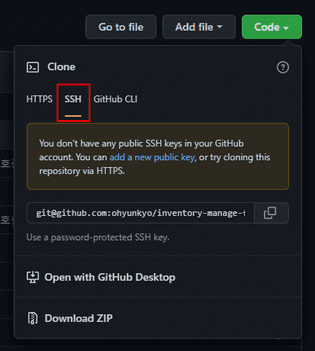 Go to file Add file Code
Clone
HTTPS SSH GitHub CLI
You don't have any public SSH keys in your GitHub
account. You can add a new public key, or try cloning this
repository via HTTPS.
git@github.com:ohyunkyo/inventory-manage-
Use a password-protected SSH key.
Open with GitHub Desktop
Download ZIP